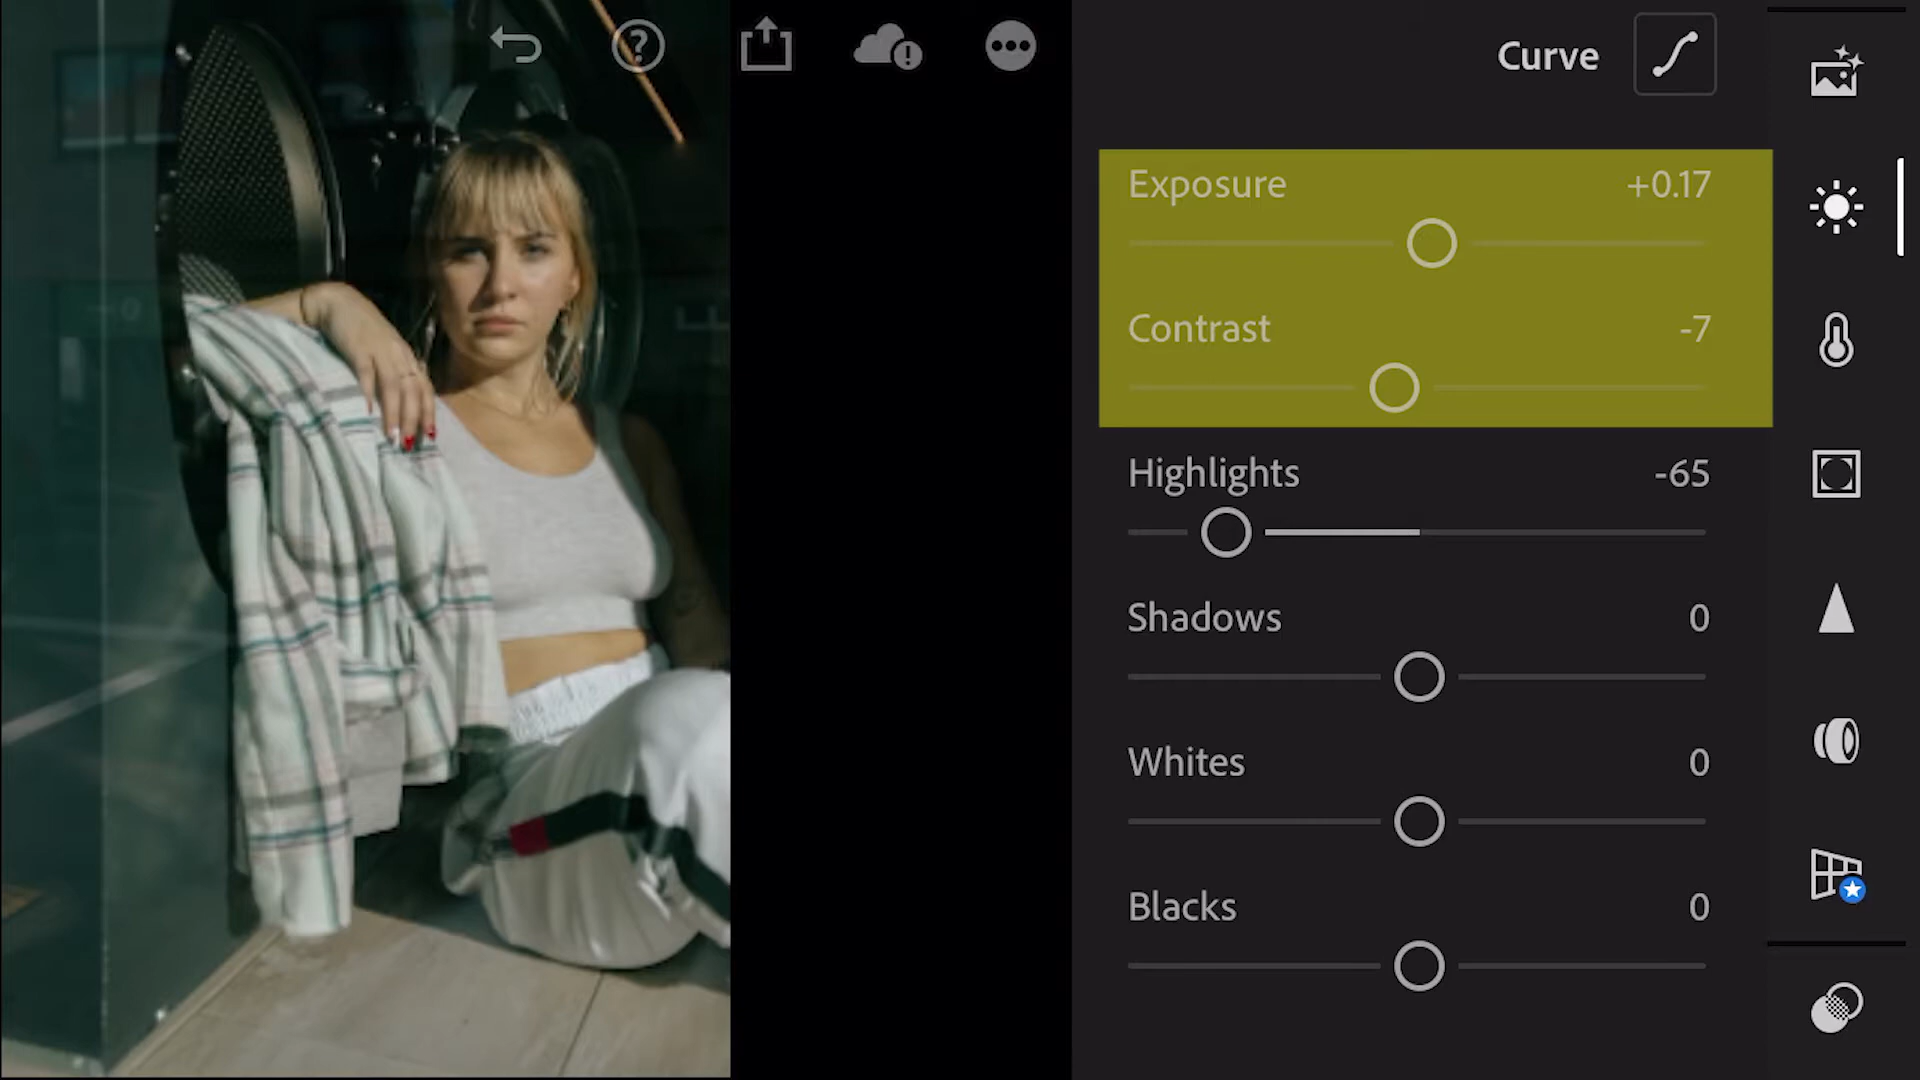 Curve
Exposure +0.17
Contrast -7
Highlights -65
Shadows 0
Whites 0
Blacks 0